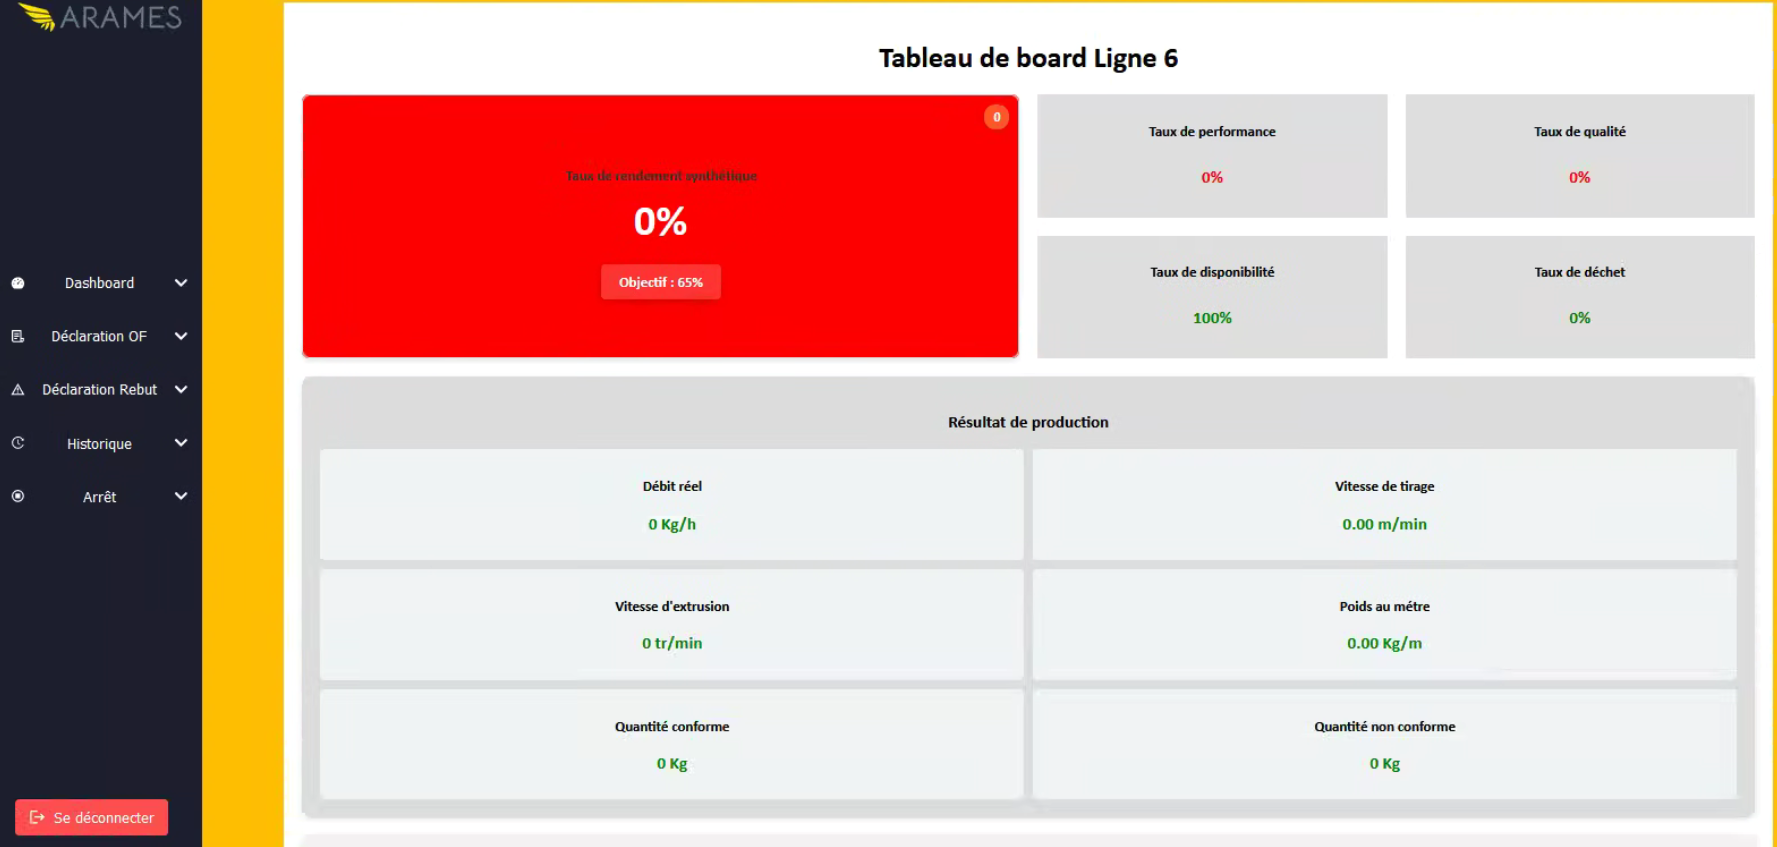 ARAMES
Dashboard
Déclaration OF
Déclaration Rebut
Historique
Arrêt
Se déconnecter
Tableau de board Ligne 6
0
Taux de rendement synthétique
0%
Objectif : 65%
Taux de performance
0%
Taux de qualité
0%
Taux de disponibilité
100%
Taux de déchet
0%
Résultat de production
Débit réel
0 Kg/h
Vitesse de tirage
0.00 m/min
Vitesse d'extrusion
0 tr/min
Poids au métre
0.00 Kg/m
Quantité conforme
0 Kg
Quantité non conforme
0 Kg